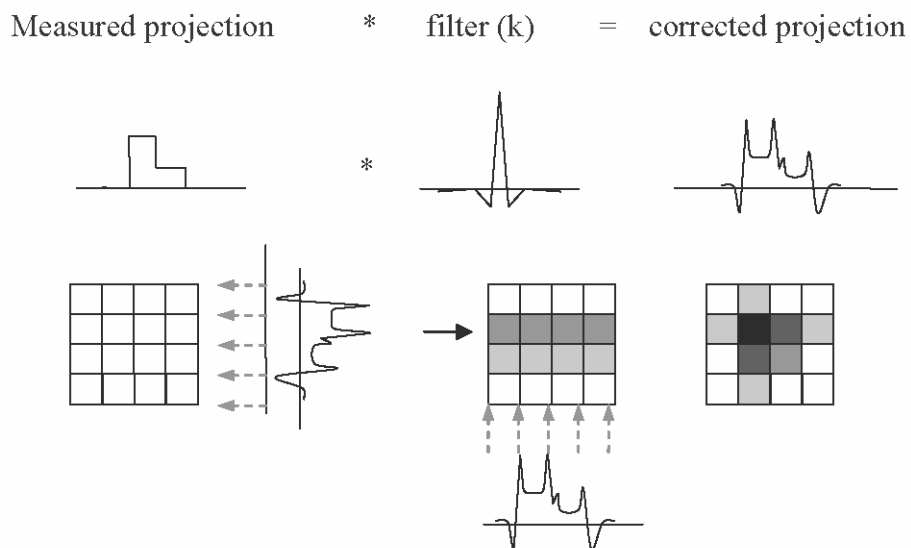 Measured projection * filter (k) = corrected projection
*